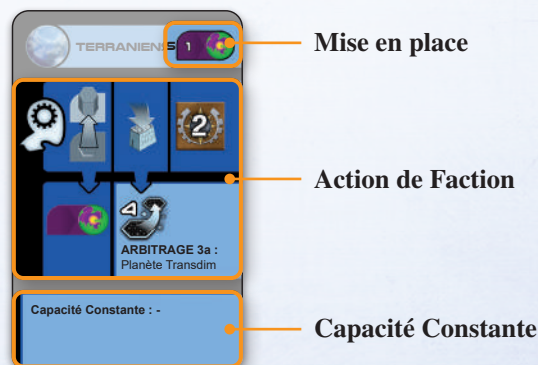 TERRANIENS
1
Mise en place
2
Action de Faction
4
ARBITRAGE 3a :
Planète Transdim
Capacité Constante : -
Capacité Constante